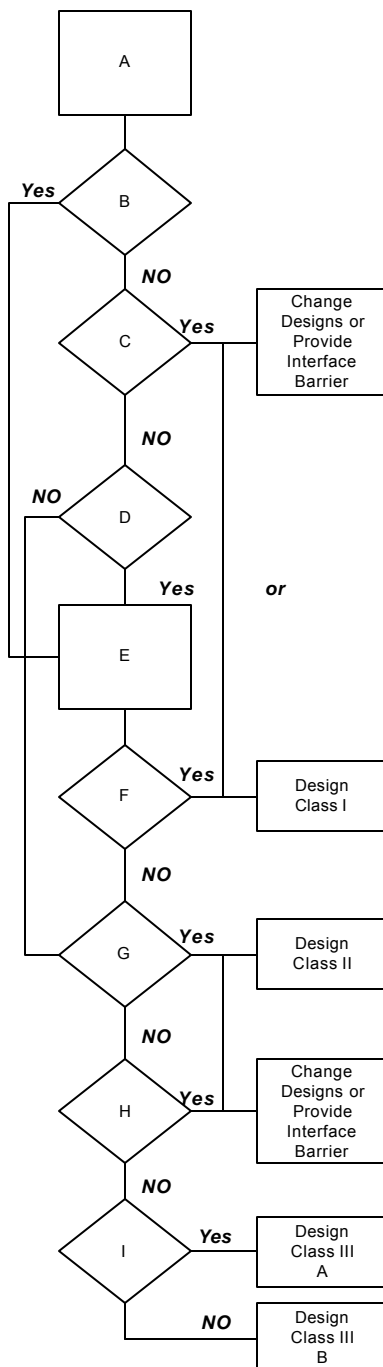 A
Yes
B
NO
C
Yes
Change
Designs or
Provide
Interface
Barrier
NO
NO
D
Yes
or
E
F
Yes
Design
Class I
NO
G
Yes
Design
Class II
NO
H
Yes
Change
Designs or
Provide
Interface
Barrier
NO
I
Yes
Design
Class III
A
NO
Design
Class III
B